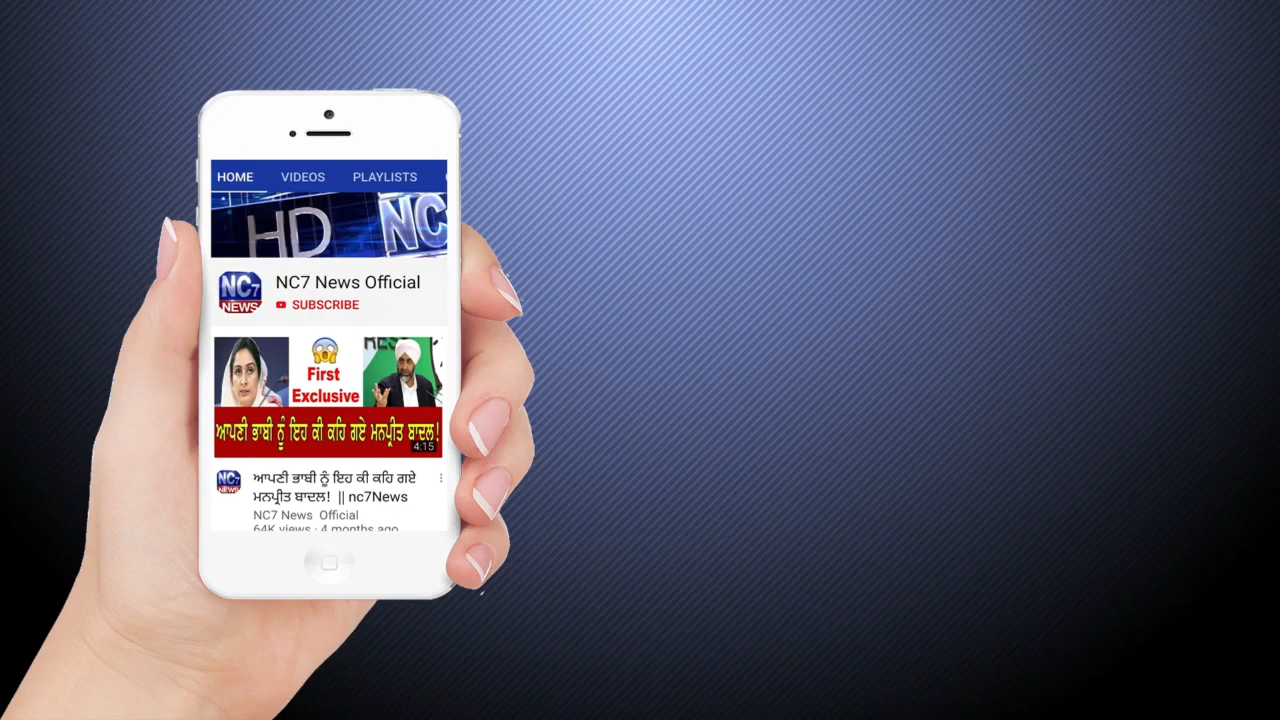 HOME VIDEOS PLAYLISTS
HD NC
NC7 NEWS
NC7 News Official
SUBSCRIBE
First
Exclusive
ਆਪਣੀ ਭਾਬੀ ਨੂੰ ਇਹ ਕੀ ਕਹਿ ਗਏ ਮਨਪ੍ਰੀਤ ਬਾਦਲ!
4:15
NC7 NEWS
ਆਪਣੀ ਭਾਬੀ ਨੂੰ ਇਹ ਕੀ ਕਹਿ ਗਏ
ਮਨਪ੍ਰੀਤ ਬਾਦਲ! || nc7News
NC7 News Official
64K views · 4 months ago